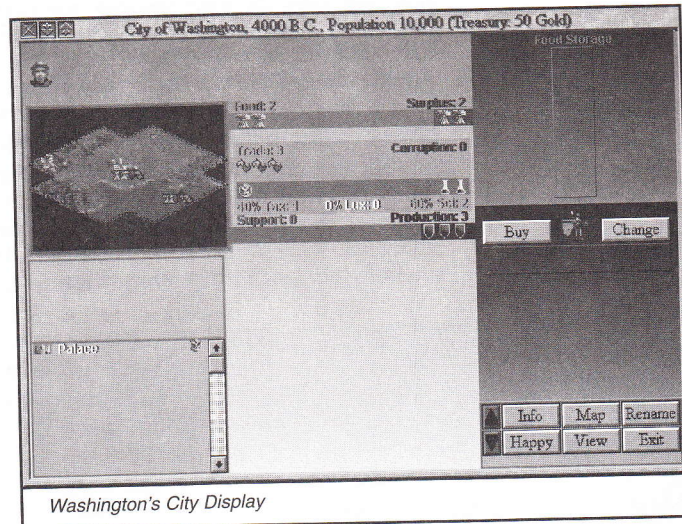 City of Washington, 4000 B.C., Population 10,000 (Treasury: 50 Gold)
Food Storage
Food: 2 Surplus: 2
Trade: 3 Corruption: 0
40% Tax: 1 0% Lux: 0 60% Sci: 2
Support: 0 Production: 3
Buy Change
Palace
Info Map Rename
Happy View Exit
Washington's City Display